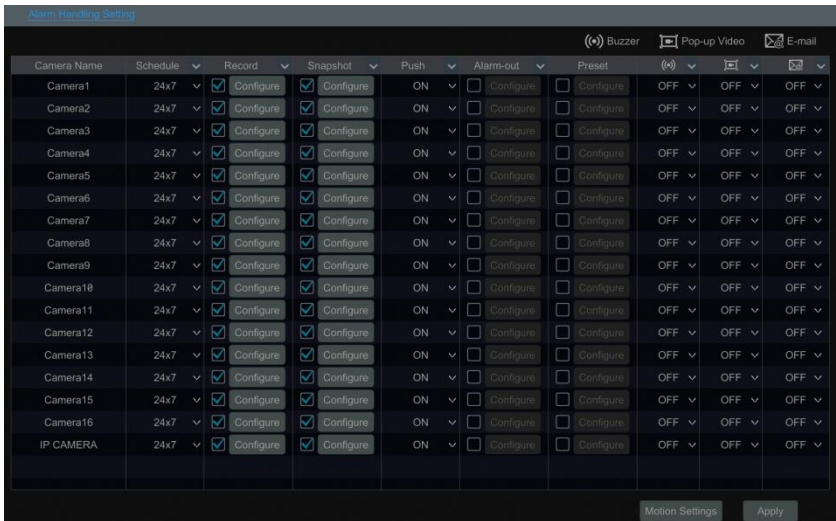 Alarm Handling Setting
Buzzer Pop-up Video E-mail
Camera Name Schedule Record Snapshot Push Alarm-out Preset
Camera1 24x7 Configure Configure ON Configure Configure OFF OFF OFF
Camera2 24x7 Configure Configure ON Configure Configure OFF OFF OFF
Camera3 24x7 Configure Configure ON Configure Configure OFF OFF OFF
Camera4 24x7 Configure Configure ON Configure Configure OFF OFF OFF
Camera5 24x7 Configure Configure ON Configure Configure OFF OFF OFF
Camera6 24x7 Configure Configure ON Configure Configure OFF OFF OFF
Camera7 24x7 Configure Configure ON Configure Configure OFF OFF OFF
Camera8 24x7 Configure Configure ON Configure Configure OFF OFF OFF
Camera9 24x7 Configure Configure ON Configure Configure OFF OFF OFF
Camera10 24x7 Configure Configure ON Configure Configure OFF OFF OFF
Camera11 24x7 Configure Configure ON Configure Configure OFF OFF OFF
Camera12 24x7 Configure Configure ON Configure Configure OFF OFF OFF
Camera13 24x7 Configure Configure ON Configure Configure OFF OFF OFF
Camera14 24x7 Configure Configure ON Configure Configure OFF OFF OFF
Camera15 24x7 Configure Configure ON Configure Configure OFF OFF OFF
Camera16 24x7 Configure Configure ON Configure Configure OFF OFF OFF
IP CAMERA 24x7 Configure Configure ON Configure Configure OFF OFF OFF
Motion Settings Apply